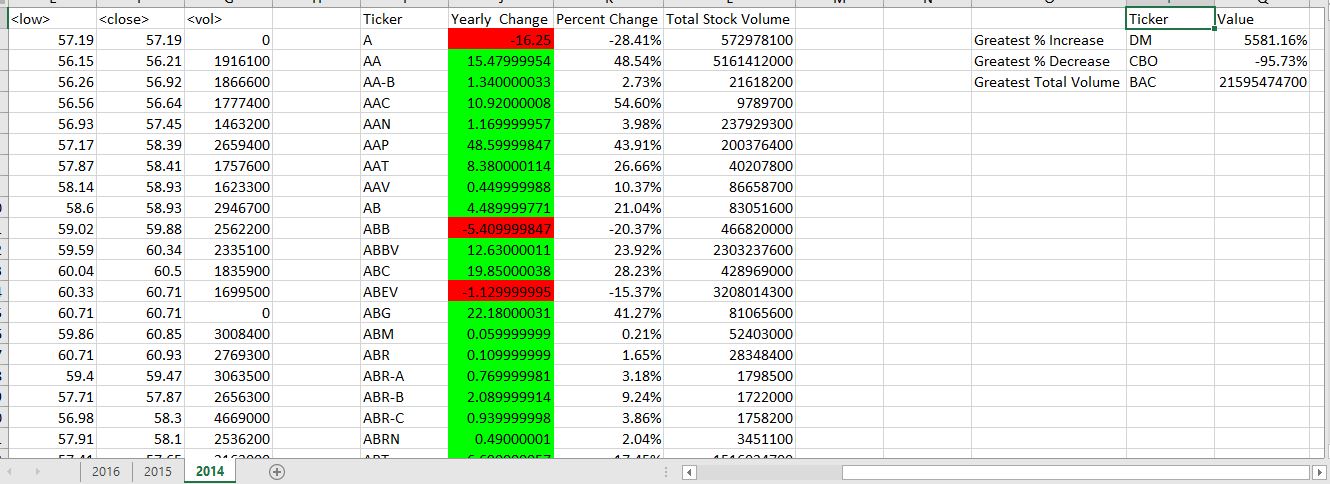 <low> <close> <vol> Ticker Yearly Change Percent Change Total Stock Volume Ticker Value
57.19 57.19 0 A -16.25 -28.41% 572978100 Greatest % Increase DM 5581.16%
56.15 56.21 1916100 AA 15.47999954 48.54% 5161412000 Greatest % Decrease CBO -95.73%
56.26 56.92 1866600 AA-B 1.340000033 2.73% 21618200 Greatest Total Volume BAC 21595474700
56.56 56.64 1777400 AAC 10.92000008 54.60% 9789700
56.93 57.45 1463200 AAN 1.169999957 3.98% 237929300
57.17 58.39 2659400 AAP 48.59999847 43.91% 200376400
57.87 58.41 1757600 AAT 8.380000114 26.66% 40207800
58.14 58.93 1623300 AAV 0.449999988 10.37% 86658700
58.6 58.93 2946700 AB 4.489999771 21.04% 83051600
59.02 59.88 2562200 ABB -5.409999847 -20.37% 466820000
59.59 60.34 2335100 ABBV 12.63000011 23.92% 2303237600
60.04 60.5 1835900 ABC 19.85000038 28.23% 428969000
60.33 60.71 1699500 ABEV -1.129999995 -15.37% 3208014300
60.71 60.71 0 ABG 22.18000031 41.27% 81065600
59.86 60.85 3008400 ABM 0.059999999 0.21% 52403000
60.71 60.93 2769300 ABR 0.109999999 1.65% 28348400
59.4 59.47 3063500 ABR-A 0.769999981 3.18% 1798500
57.71 57.87 2656300 ABR-B 2.089999914 9.24% 1722000
56.98 58.3 4669000 ABR-C 0.939999998 3.86% 1758200
57.91 58.1 2536200 ABRN 0.49000001 2.04% 3451100
2016 2015 2014